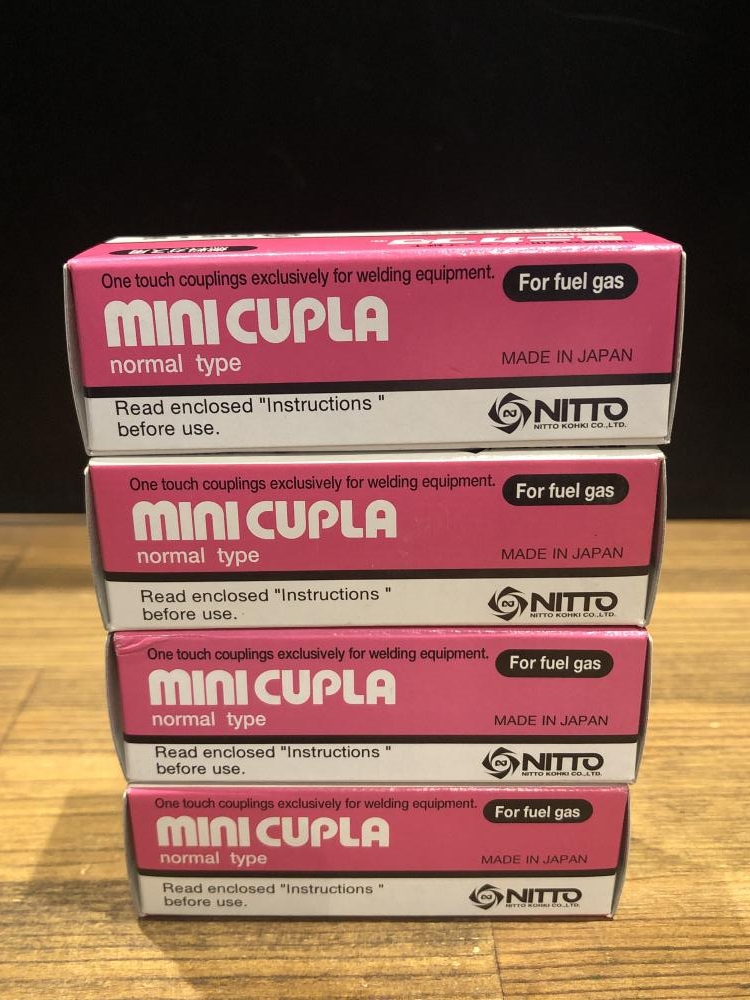 One touch couplings exclusively for welding equipment.
For fuel gas
MINI CUPLA
normal type
MADE IN JAPAN
Read enclosed "Instructions "
before use.
NITTO
NITTO KOHKI CO.,LTD.
One touch couplings exclusively for welding equipment.
For fuel gas
MINI CUPLA
normal type
MADE IN JAPAN
Read enclosed "Instructions "
before use.
NITTO
NITTO KOHKI CO.,LTD.
One touch couplings exclusively for welding equipment.
For fuel gas
MINI CUPLA
normal type
MADE IN JAPAN
Read enclosed "Instructions "
before use.
NITTO
NITTO KOHKI CO.,LTD.
One touch couplings exclusively for welding equipment.
For fuel gas
MINI CUPLA
normal type
MADE IN JAPAN
Read enclosed "Instructions "
before use.
NITTO
NITTO KOHKI CO.,LTD.